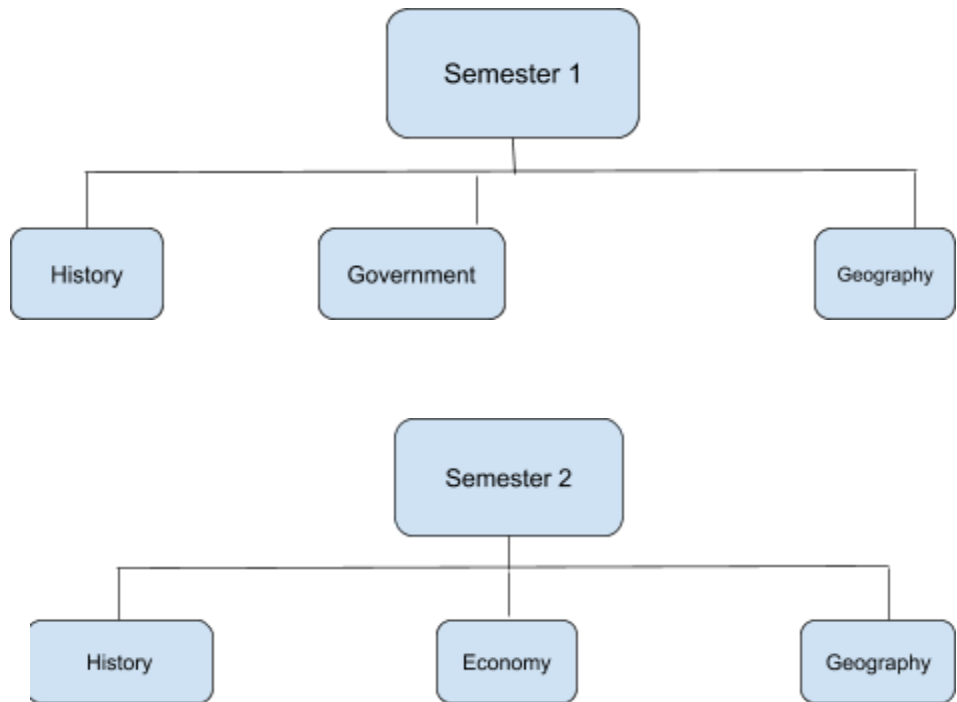 Semester 1
History
Government
Geography
Semester 2
History
Economy
Geography